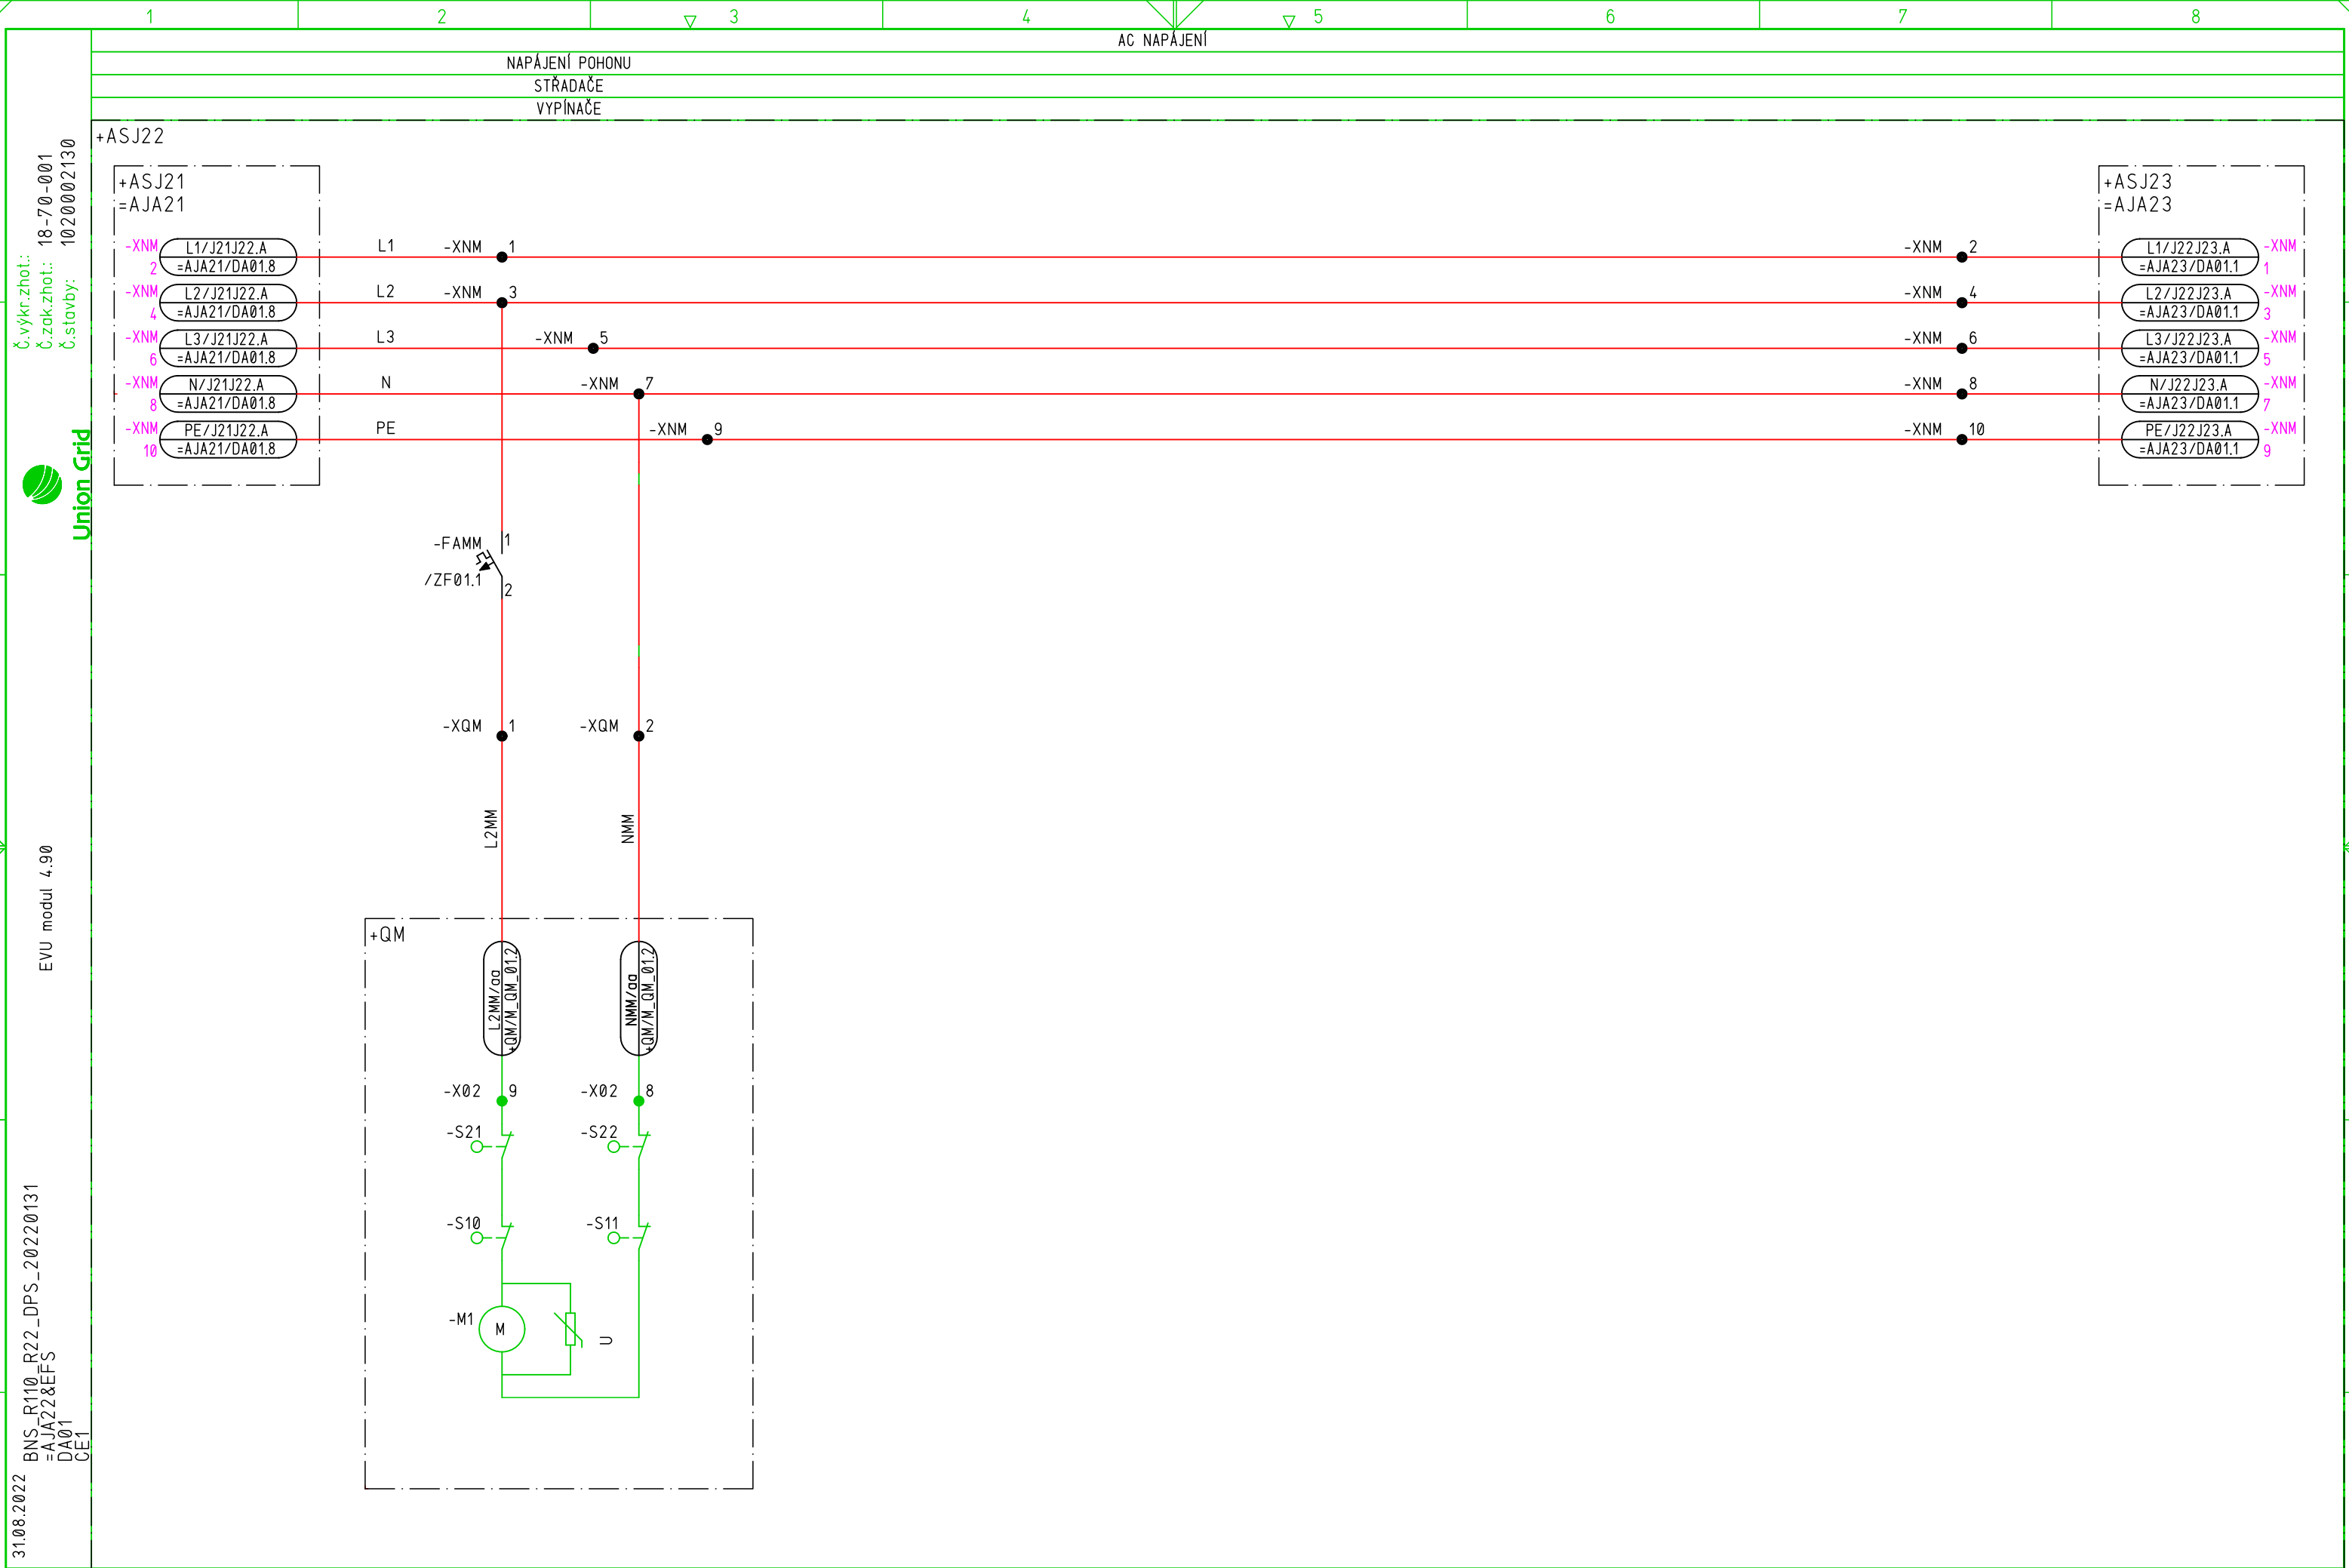 1 2 3 4 5 6 7 8
AC NAPÁJENÍ
NAPÁJENÍ POHONU
STŘADAČE
VYPÍNAČE
+ASJ22
+ASJ21
=AJA21
-XNM 2 L1/J21J22.A
=AJA21/DA01.8
L1 -XNM 1
-XNM 2
-XNM 4 L2/J21J22.A
=AJA21/DA01.8
L2 -XNM 3
-XNM 4
-XNM 6 L3/J21J22.A
=AJA21/DA01.8
L3 -XNM 5
-XNM 6
-XNM 8 N/J21J22.A
=AJA21/DA01.8
N -XNM 7
-XNM 8
-XNM 10 PE/J21J22.A
=AJA21/DA01.8
PE -XNM 9
-XNM 10
+ASJ23
=AJA23
L1/J22J23.A -XNM
=AJA23/DA01.1 1
L2/J22J23.A -XNM
=AJA23/DA01.1 3
L3/J22J23.A -XNM
=AJA23/DA01.1 5
N/J22J23.A -XNM
=AJA23/DA01.1 7
PE/J22J23.A -XNM
=AJA23/DA01.1 9
-FAMM 1
/ZF01.1 2
-XQM 1
-XQM 2
L2MM
NMM
+QM
L2MM/aa
+QM/M_QM_01.2
NMM/aa
+QM/M_QM_01.2
-X02 9
-X02 8
-S21
-S22
-S10
-S11
-M1 M
U
Č.výkr.zhot.:
Č.zak.zhot.: 18-70-001
Č.stavby: 1020002130
Union Grid
EVU modul 4.90
BNS_R110_R22_DPS_20220131
=AJA22&EFS
DA01
CE1
31.08.2022